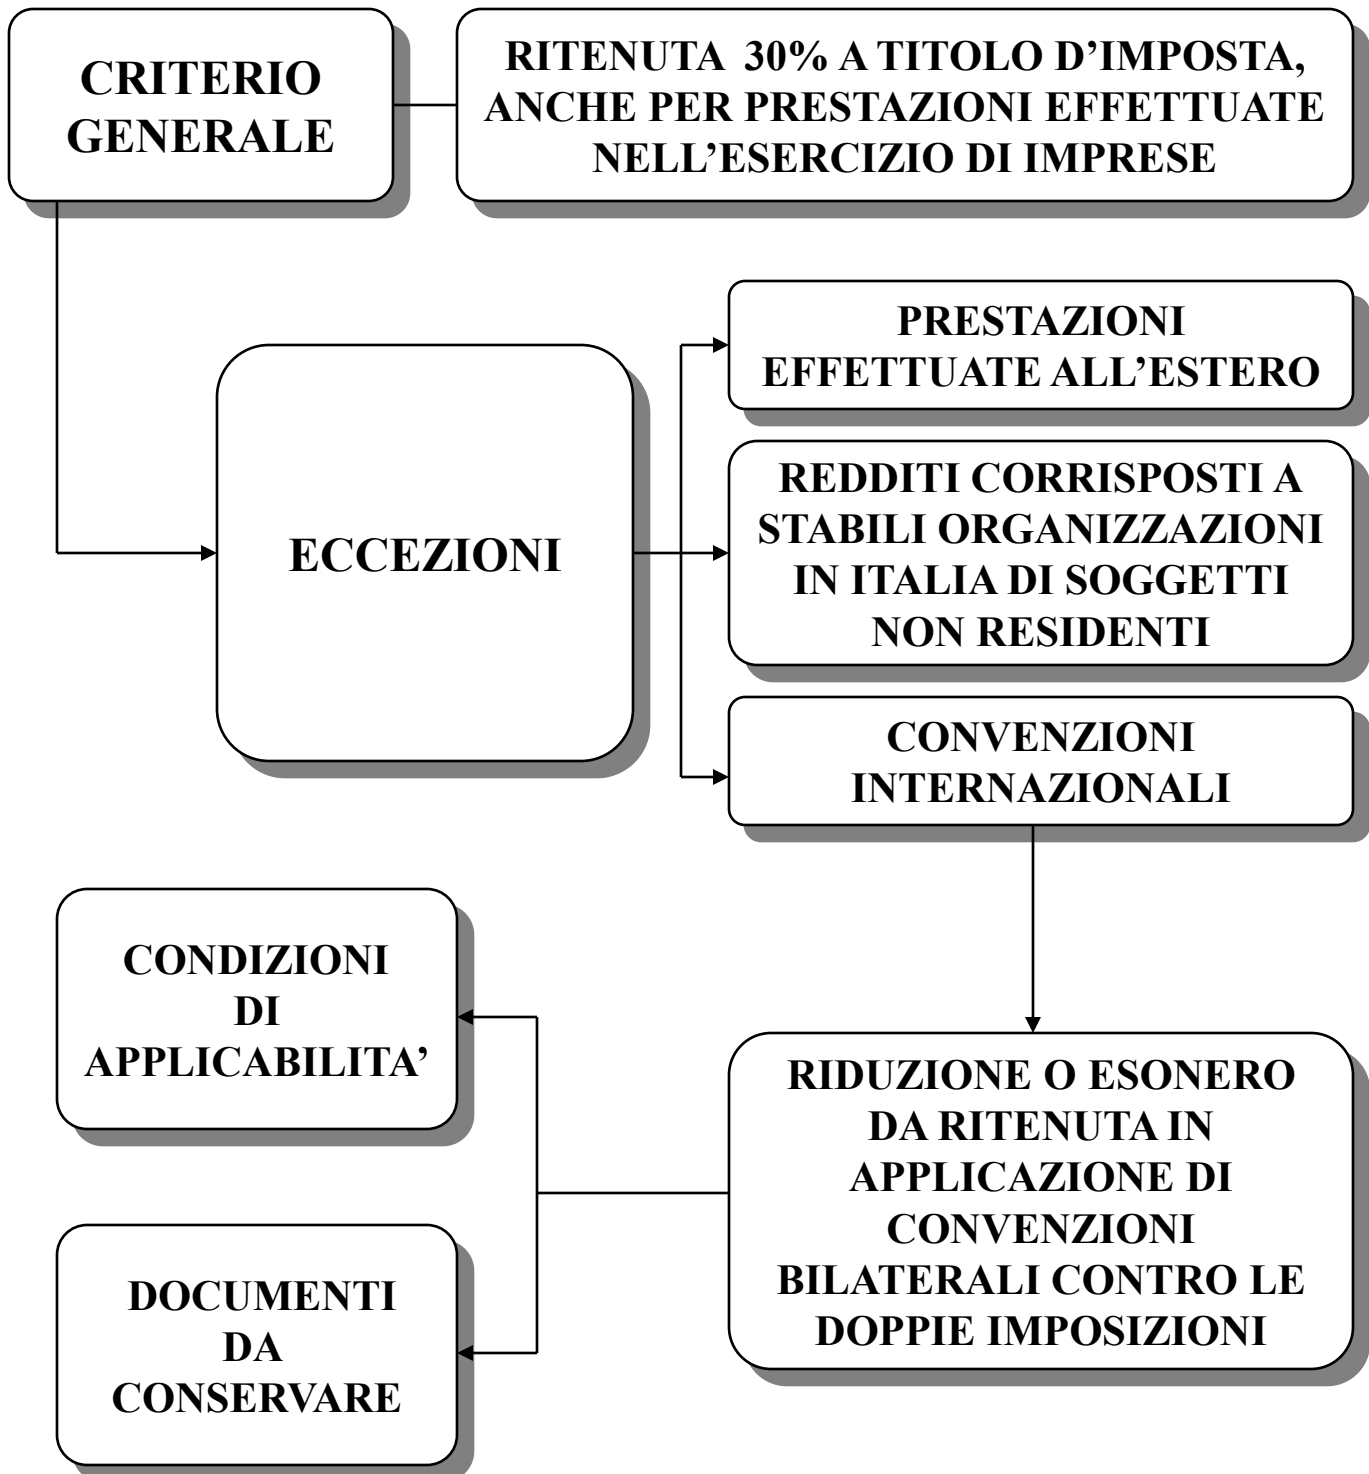 CRITERIO
GENERALE
RITENUTA  30% A TITOLO D’IMPOSTA,
ANCHE PER PRESTAZIONI EFFETTUATE
NELL’ESERCIZIO DI IMPRESE
PRESTAZIONI
EFFETTUATE ALL’ESTERO
ECCEZIONI
REDDITI CORRISPOSTI A
STABILI ORGANIZZAZIONI
IN ITALIA DI SOGGETTI
NON RESIDENTI
CONVENZIONI
INTERNAZIONALI
CONDIZIONI
DI
APPLICABILITA’
RIDUZIONE O ESONERO
DA RITENUTA IN
APPLICAZIONE DI
CONVENZIONI
BILATERALI CONTRO LE
DOPPIE IMPOSIZIONI
DOCUMENTI
DA
CONSERVARE